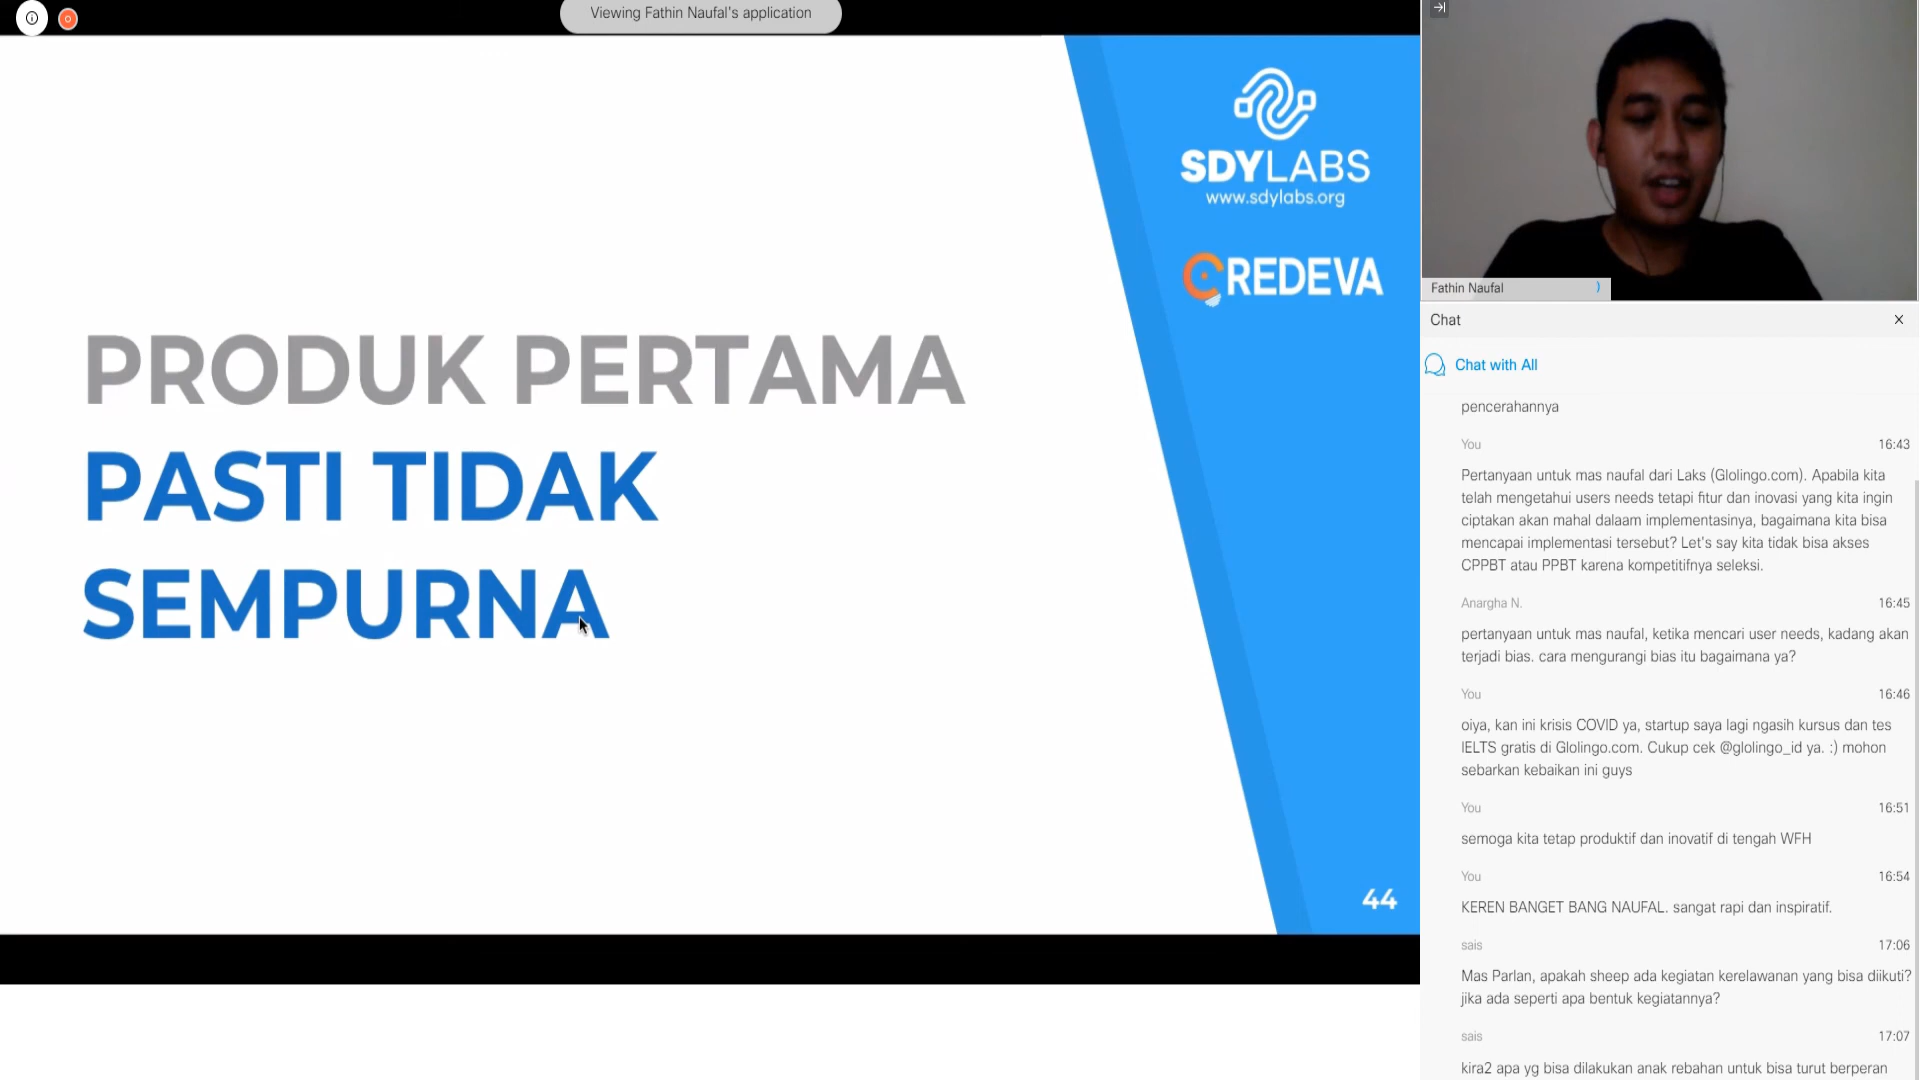 Viewing Fathin Naufal's application
SDYLABS
www.sdylabs.org
CREDEVA
PRODUK PERTAMA
PASTI TIDAK
SEMPURNA
44
Fathin Naufal
Chat
Chat with All
pencerahannya
You 16:43
Pertanyaan untuk mas naufal dari Laks (Glolingo.com). Apabila kita
telah mengetahui users needs tetapi fitur dan inovasi yang kita ingin
ciptakan akan mahal dalaam implementasinya, bagaimana kita bisa
mencapai implementasi tersebut? Let's say kita tidak bisa akses
CPPBT atau PPBT karena kompetitifnya seleksi.
Anargha N. 16:45
pertanyaan untuk mas naufal, ketika mencari user needs, kadang akan
terjadi bias. cara mengurangi bias itu bagaimana ya?
You 16:46
oiya, kan ini krisis COVID ya, startup saya lagi ngasih kursus dan tes
IELTS gratis di Glolingo.com. Cukup cek @glolingo_id ya. :) mohon
sebarkan kebaikan ini guys
You 16:51
semoga kita tetap produktif dan inovatif di tengah WFH
You 16:54
KEREN BANGET BANG NAUFAL. sangat rapi dan inspiratif.
sais 17:06
Mas Parlan, apakah sheep ada kegiatan kerelawanan yang bisa diikuti?
jika ada seperti apa bentuk kegiatannya?
sais 17:07
kira2 apa yg bisa dilakukan anak rebahan untuk bisa turut berperan